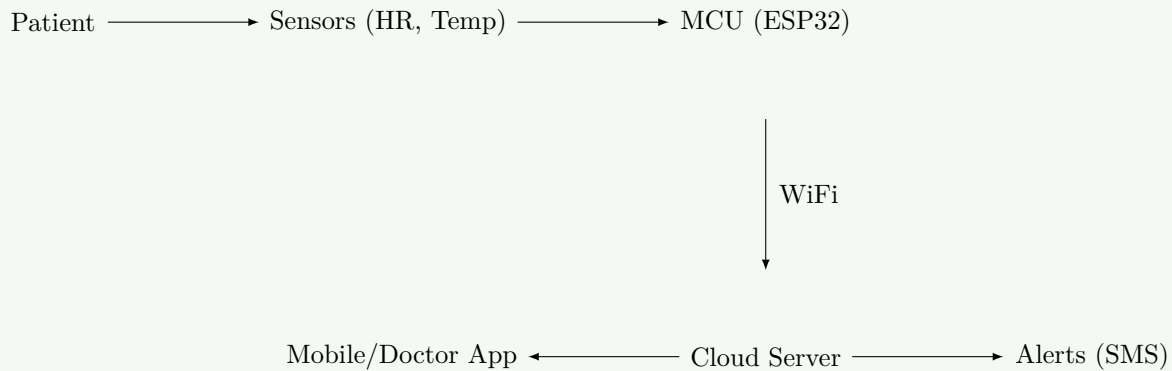 Patient Sensors (HR, Temp) MCU (ESP32)
WiFi
Mobile/Doctor App Cloud Server Alerts (SMS)